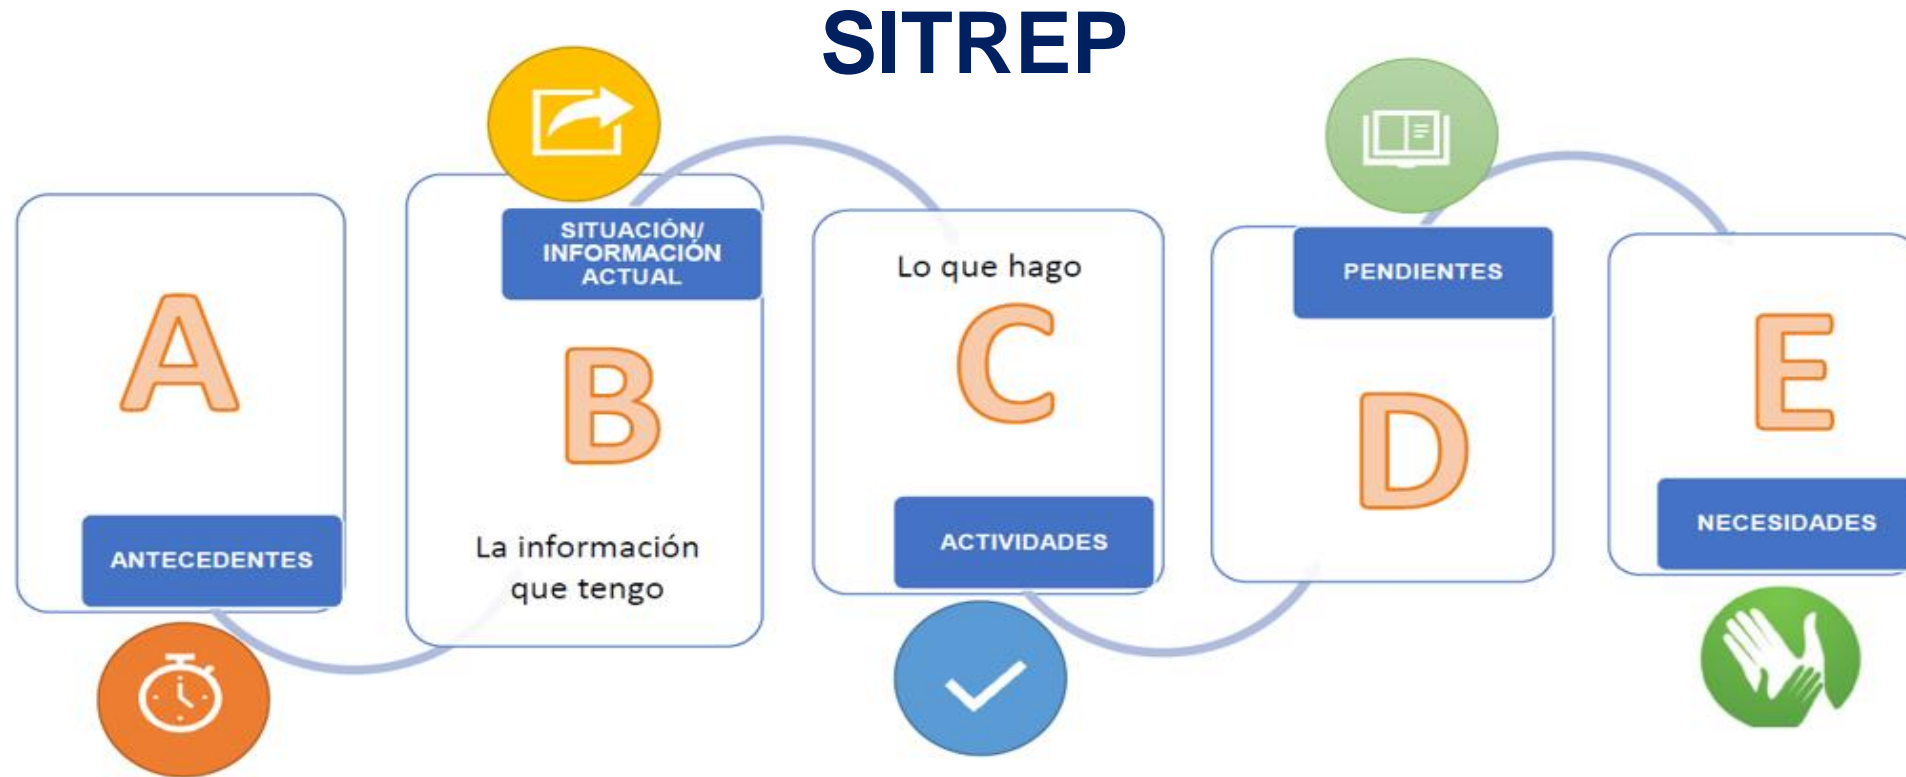 SITREP
A
ANTECEDENTES
SITUACIÓN/
INFORMACIÓN
ACTUAL
B
La información
que tengo
Lo que hago
C
ACTIVIDADES
PENDIENTES
D
E
NECESIDADES